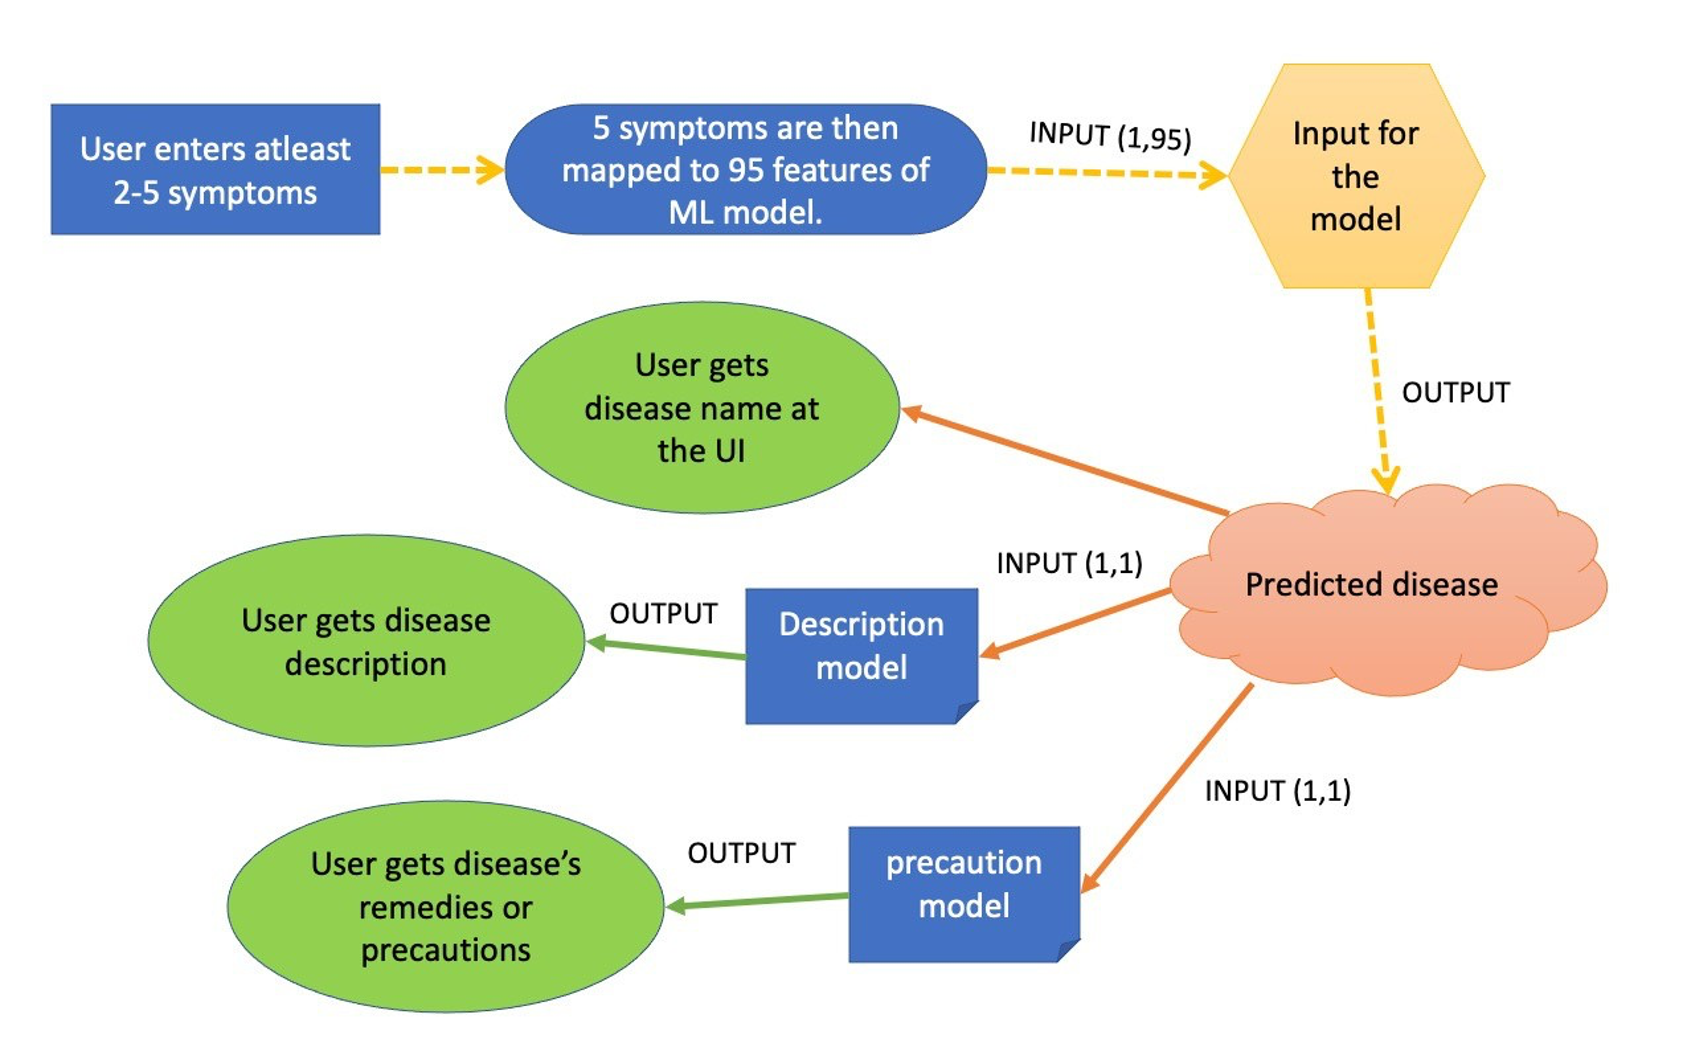 User enters atleast
2-5 symptoms
5 symptoms are then
mapped to 95 features of
ML model.
INPUT (1,95)
Input for
the
model
OUTPUT
User gets
disease name at
the UI
Predicted disease
INPUT (1,1)
Description
model
OUTPUT
User gets disease
description
INPUT (1,1)
precaution
model
OUTPUT
User gets disease’s
remedies or
precautions